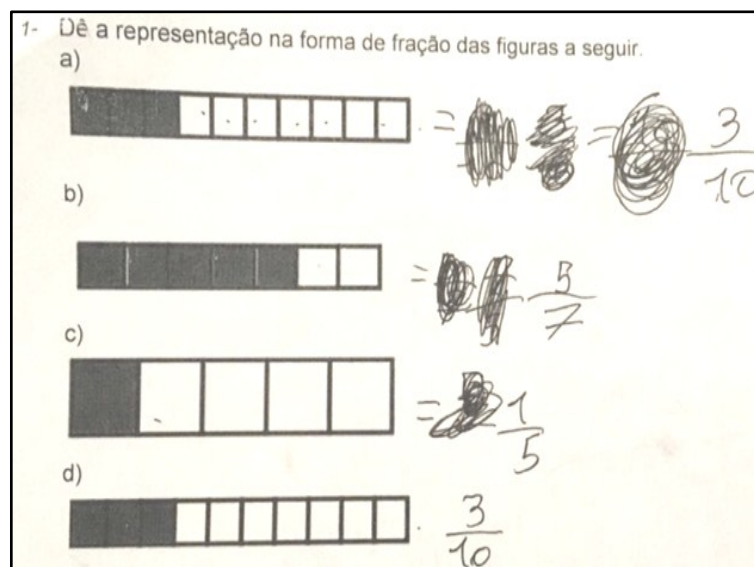 1- Dê a representação na forma de fração das figuras a seguir.
a)
= = 3/10
b)
= 5/7
c)
= 1/5
d)
3/10